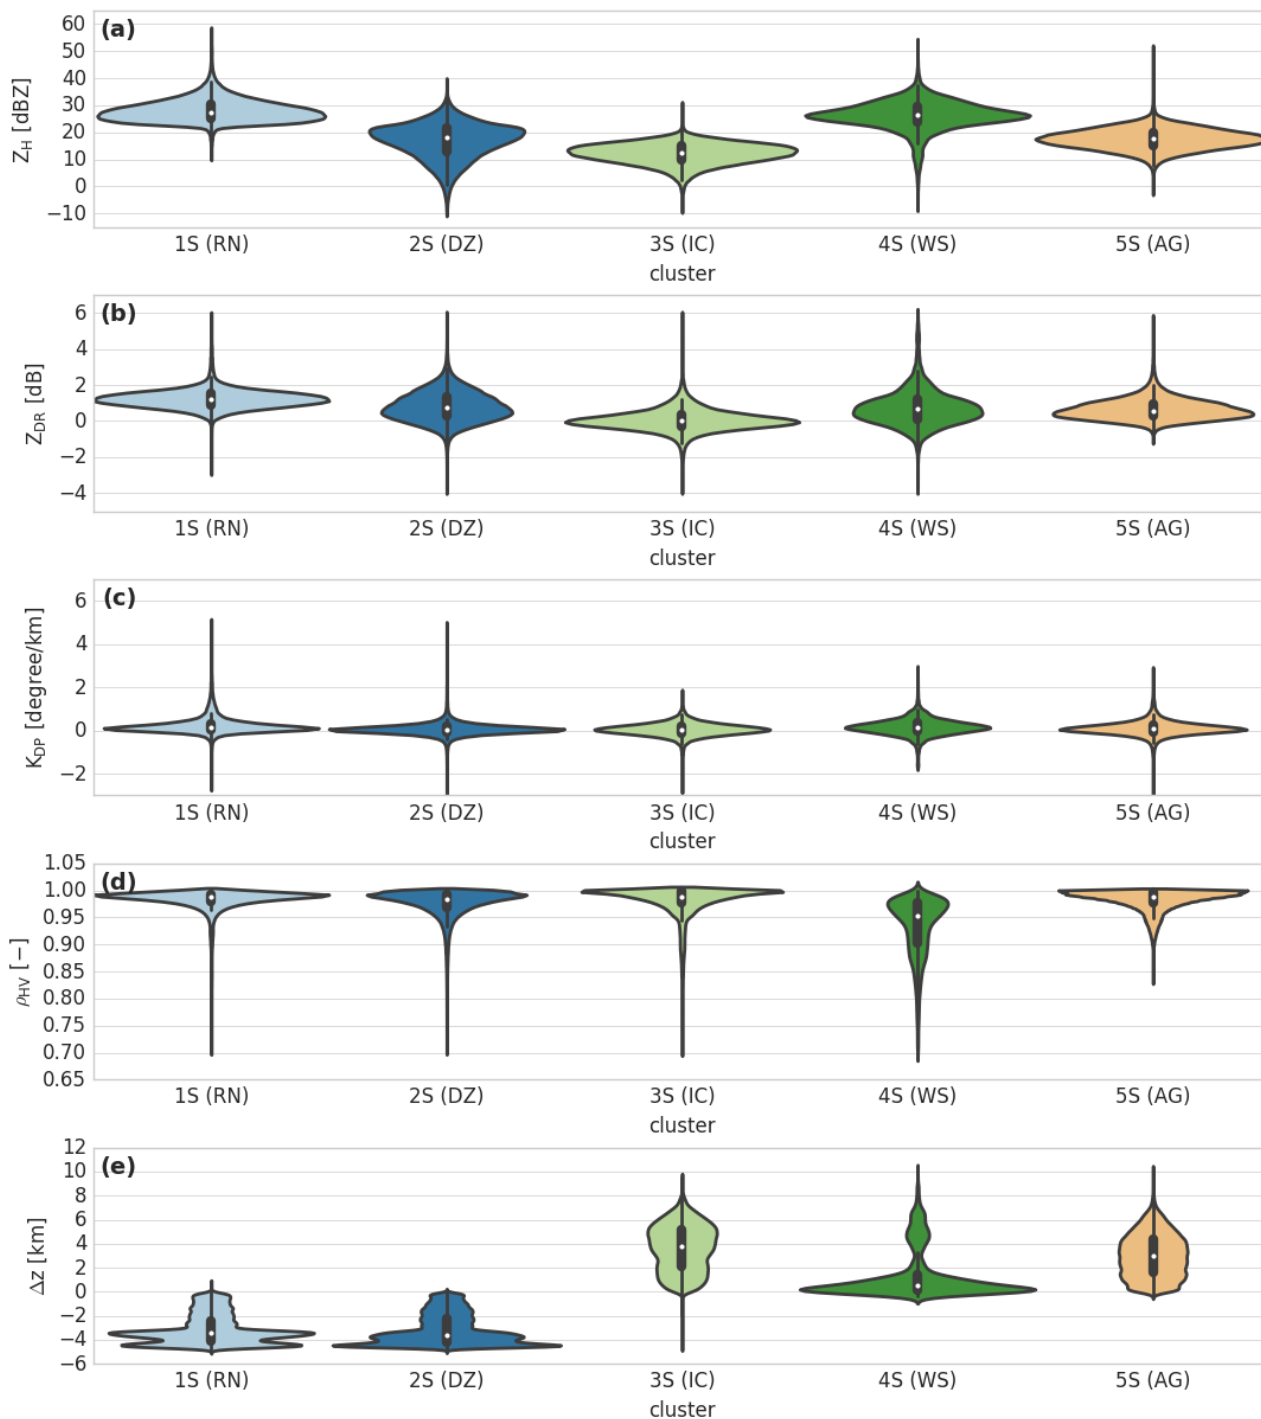 (a)
Z_H [dBZ]
60
50
40
30
20
10
0
−10
1S (RN) 2S (DZ) 3S (IC) 4S (WS) 5S (AG)
cluster
(b)
Z_DR [dB]
6
4
2
0
−2
−4
1S (RN) 2S (DZ) 3S (IC) 4S (WS) 5S (AG)
cluster
(c)
K_DP [degree/km]
6
4
2
0
−2
1S (RN) 2S (DZ) 3S (IC) 4S (WS) 5S (AG)
cluster
(d)
ρ_HV [−]
1.05
1.00
0.95
0.90
0.85
0.80
0.75
0.70
0.65
1S (RN) 2S (DZ) 3S (IC) 4S (WS) 5S (AG)
cluster
(e)
Δz [km]
12
10
8
6
4
2
0
−2
−4
−6
1S (RN) 2S (DZ) 3S (IC) 4S (WS) 5S (AG)
cluster